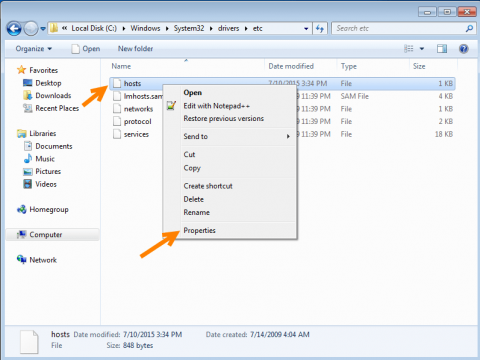 Local Disk (C:) Windows System32 drivers etc Search etc
Organize Open New folder
Name Date modified Type Size
Favorites
Desktop
Downloads
Recent Places
Libraries
Documents
Music
Pictures
Videos
Homegroup
Computer
Network
hosts 7/10/2015 3:34 PM File 1 KB
lmhosts.sam 9 11:39 PM SAM File 4 KB
networks 9 11:39 PM File 1 KB
protocol 9 11:39 PM File 2 KB
services 9 11:39 PM File 18 KB
Open
Edit with Notepad++
Restore previous versions
Send to
Cut
Copy
Create shortcut
Delete
Rename
Properties
hosts Date modified: 7/10/2015 3:34 PM Date created: 7/14/2009 4:04 AM
File Size: 848 bytes